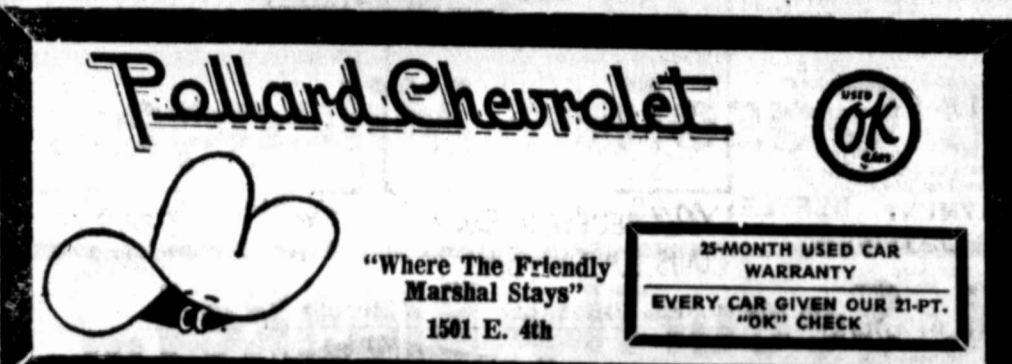 Pollard Chevrolet
USED
OK
CARS
"Where The Friendly
Marshal Stays"
1501 E. 4th
25-MONTH USED CAR
WARRANTY
EVERY CAR GIVEN OUR 21-PT.
"OK" CHECK